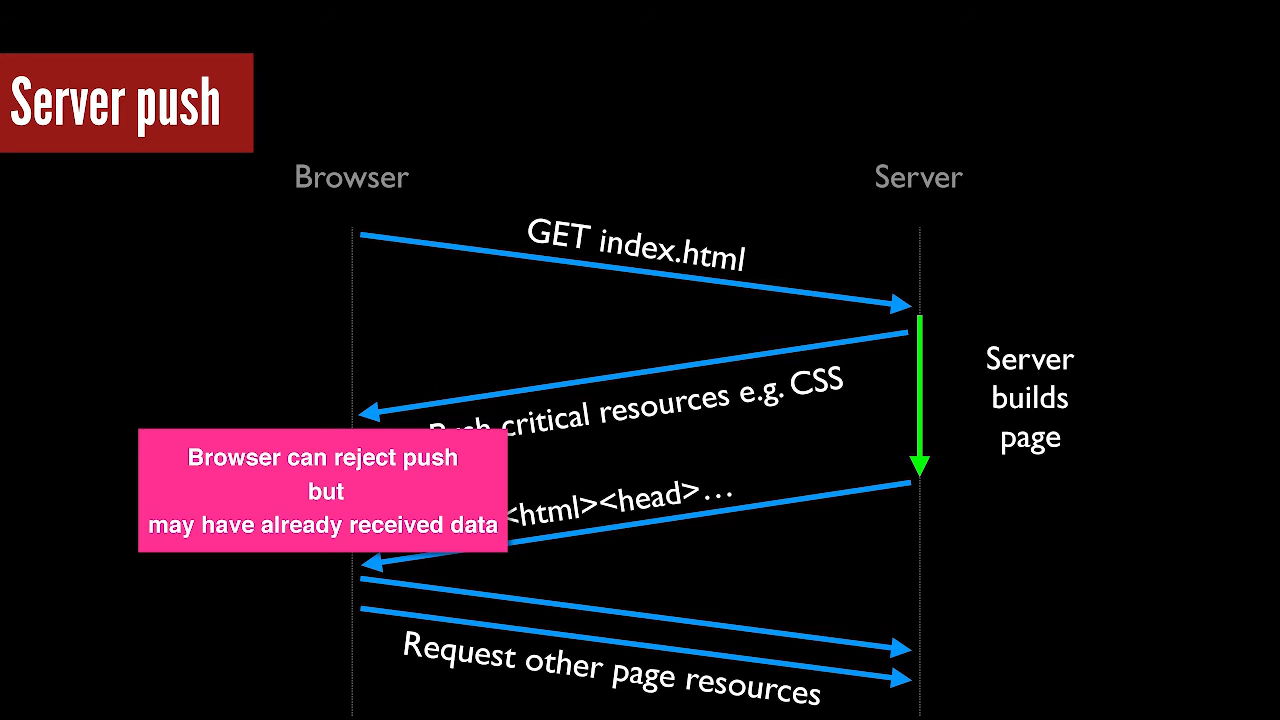 Server push
Browser
Server
GET index.html
Server
builds
page
critical resources e.g. CSS
Browser can reject push
but
may have already received data
<html><head>…
Request other page resources